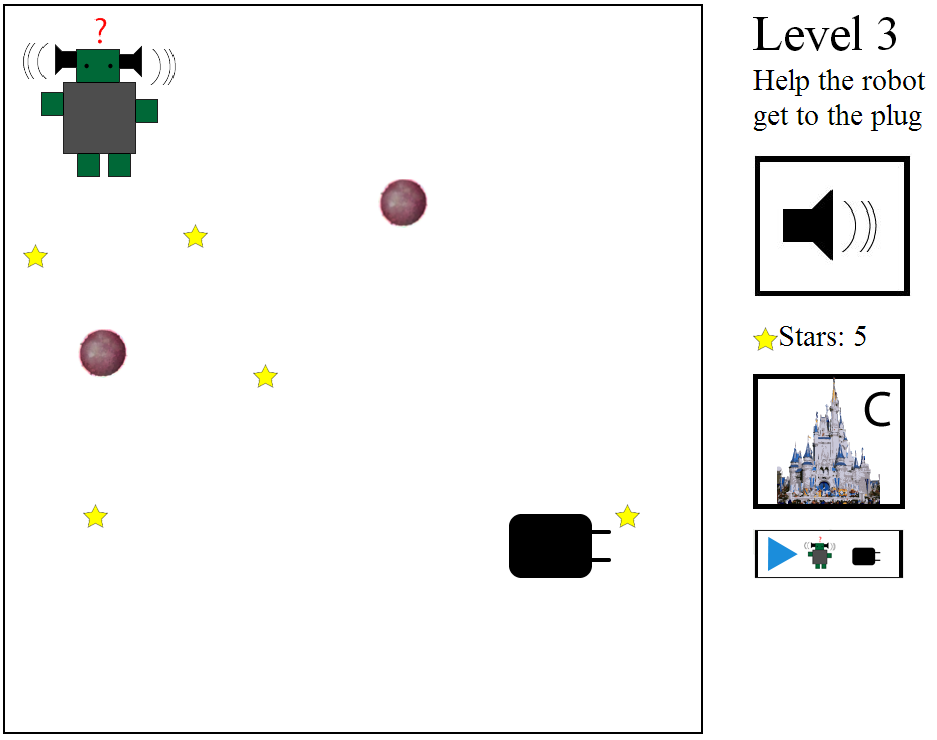 ?
Level 3
Help the robot
get to the plug
Stars: 5
C
?